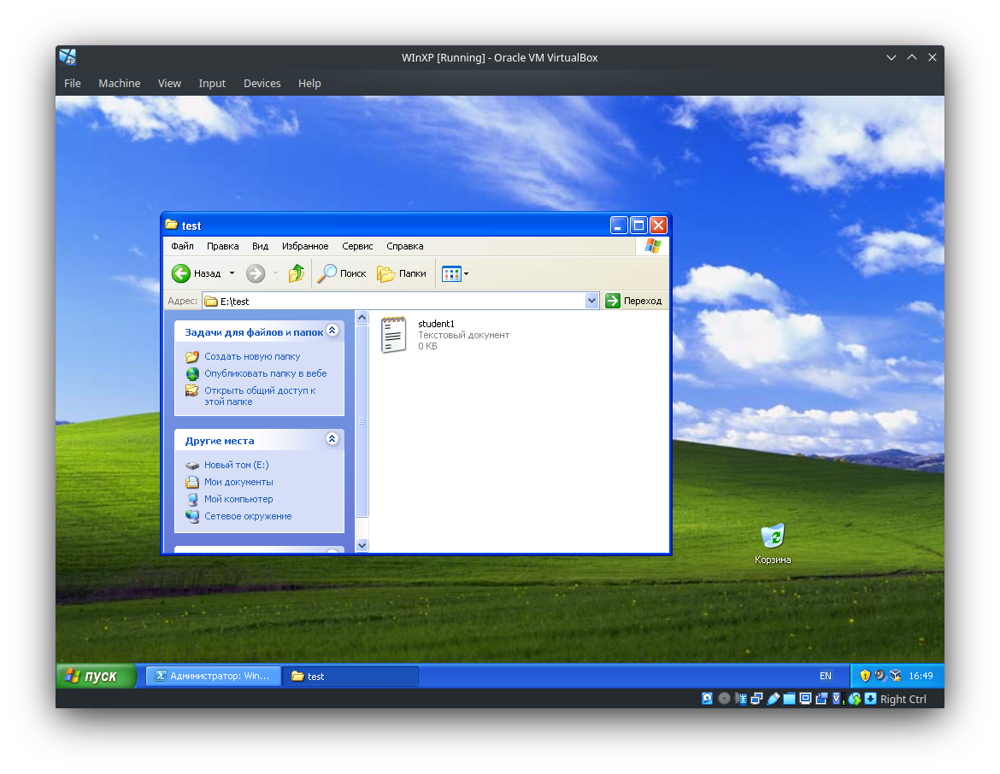 WInXP [Running] - Oracle VM VirtualBox
File Machine View Input Devices Help
test
Файл Правка Вид Избранное Сервис Справка
Назад Поиск Папки
Адрес: E:\test Переход
Задачи для файлов и папок
Создать новую папку
Опубликовать папку в вебе
Открыть общий доступ к
этой папке
Другие места
Новый том (E:)
Мои документы
Мой компьютер
Сетевое окружение
student1
Текстовый документ
0 КБ
Корзина
пуск Администратор: Win... test EN 16:49
Right Ctrl